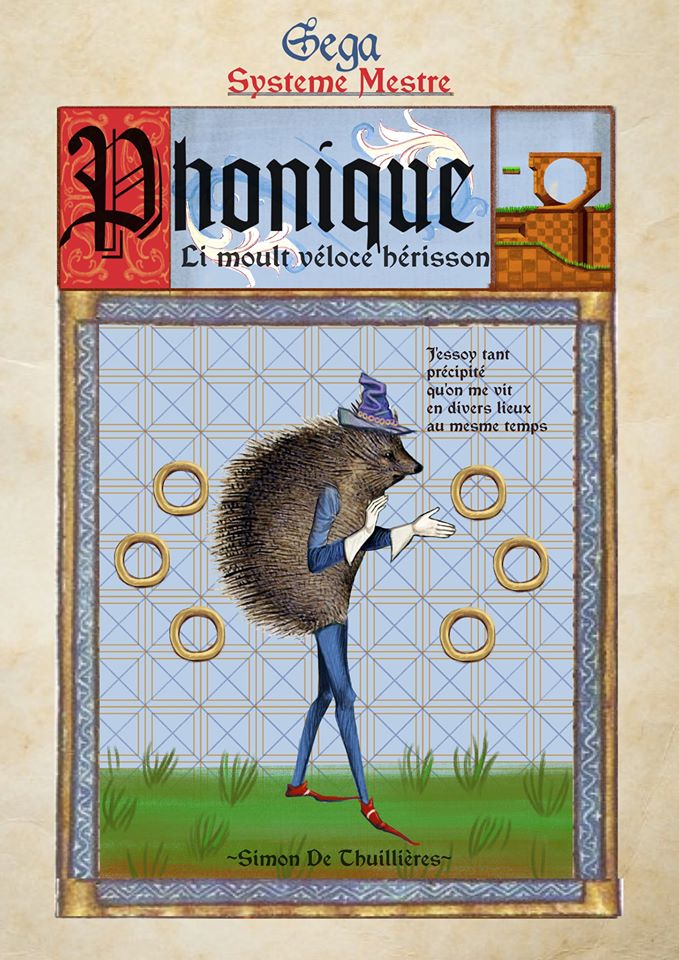 Sega
Systeme Mestre
Phonique
Li moult véloce hérisson
J'essoy tant
précipité
qu'on me vit
en divers lieux
au mesme temps
~Simon De Thuillières~